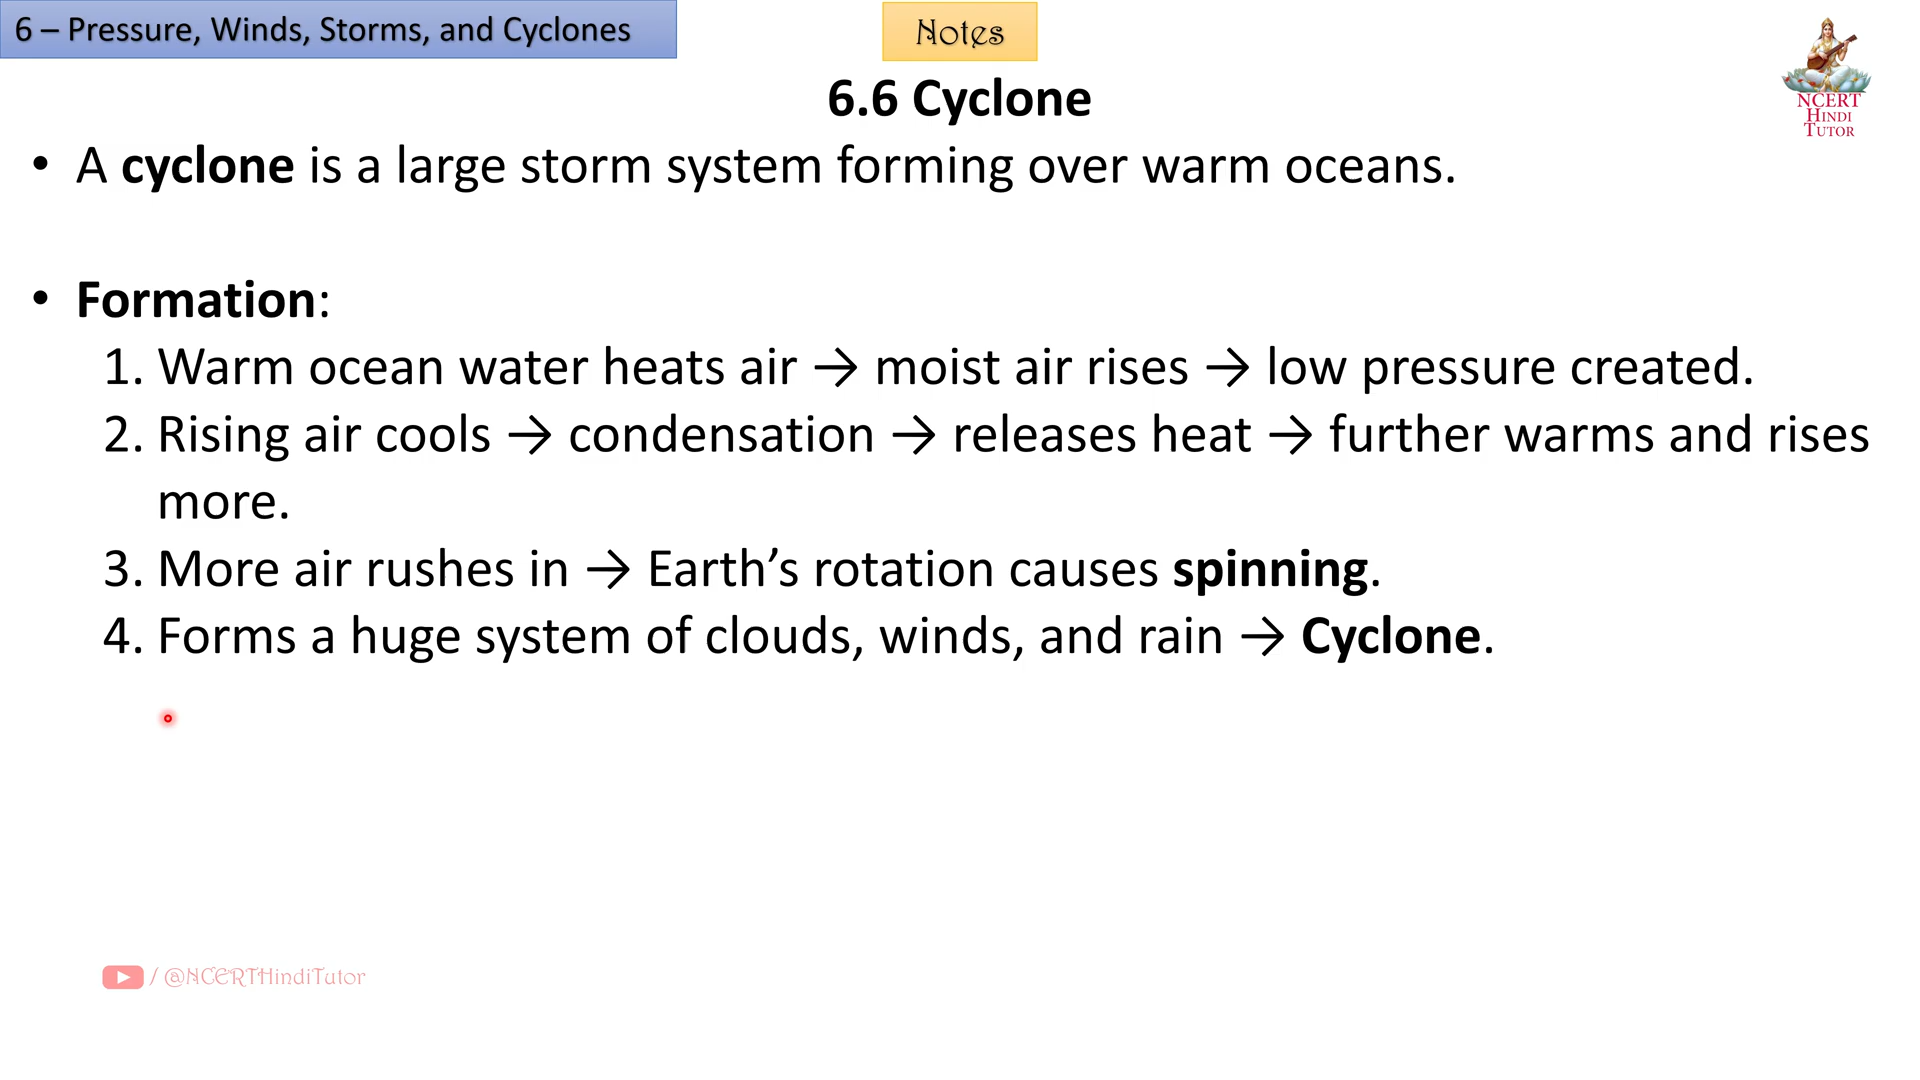 6 – Pressure, Winds, Storms, and Cyclones
Notes
NCERT
HINDI
TUTOR
6.6 Cyclone
• A cyclone is a large storm system forming over warm oceans.
• Formation:
1. Warm ocean water heats air → moist air rises → low pressure created.
2. Rising air cools → condensation → releases heat → further warms and rises
more.
3. More air rushes in → Earth’s rotation causes spinning.
4. Forms a huge system of clouds, winds, and rain → Cyclone.
/ @NCERTHindiTutor